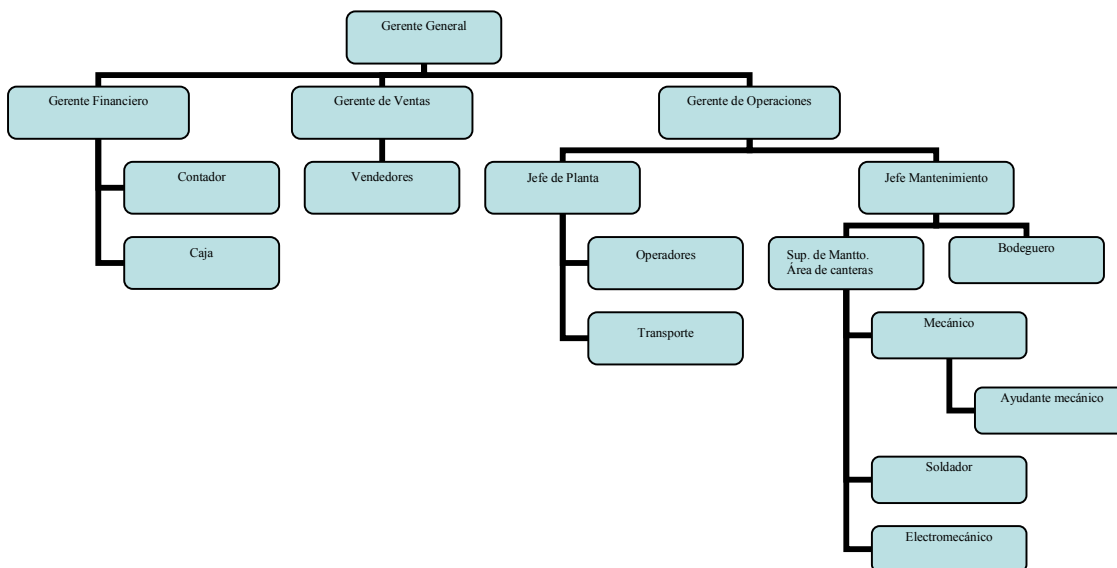 Gerente General
Gerente Financiero
Gerente de Ventas
Gerente de Operaciones
Contador
Vendedores
Jefe de Planta
Jefe Mantenimiento
Caja
Operadores
Sup. de Mantto.
Área de canteras
Bodeguero
Transporte
Mecánico
Ayudante mecánico
Soldador
Electromecánico